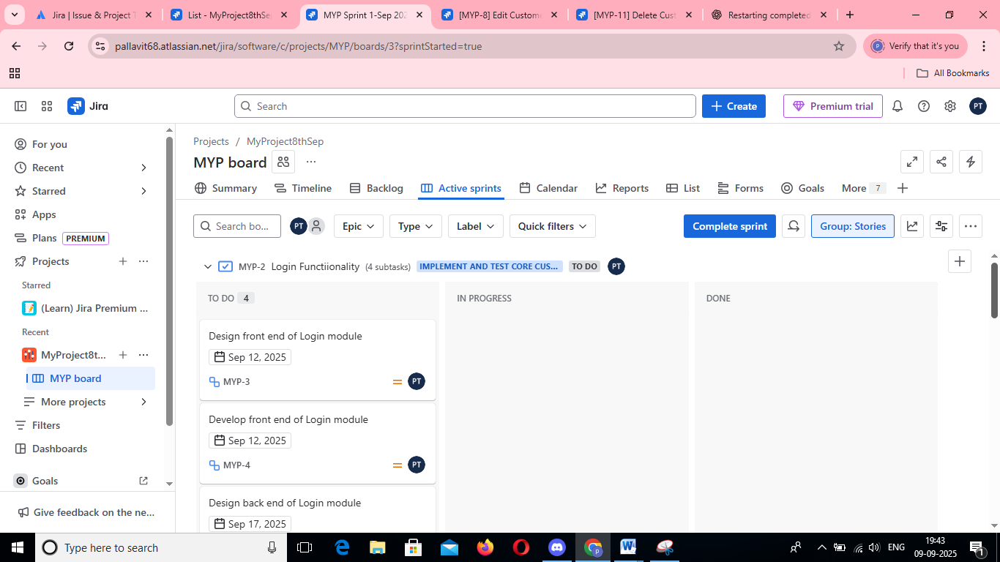 Jira | Issue & Project T
List - MyProject8thSe
MYP Sprint 1-Sep 202
[MYP-8] Edit Custome
[MYP-11] Delete Cust
Restarting completed
pallavit68.atlassian.net/jira/software/c/projects/MYP/boards/3?sprintStarted=true
P
Verify that it's you
All Bookmarks
Jira
Search
Create
Premium trial
PT
For you
Recent
Starred
Apps
Plans PREMIUM
Projects
Starred
(Learn) Jira Premium ...
Recent
MyProject8t...
MYP board
More projects
Filters
Dashboards
Goals
Give feedback on the ne...
Projects / MyProject8thSep
MYP board
Summary
Timeline
Backlog
Active sprints
Calendar
Reports
List
Forms
Goals
More 7
Search bo...
PT
Epic
Type
Label
Quick filters
Complete sprint
Group: Stories
MYP-2 Login Functiionality (4 subtasks) IMPLEMENT AND TEST CORE CUS... TO DO PT
TO DO 4
IN PROGRESS
DONE
Design front end of Login module
Sep 12, 2025
MYP-3
PT
Develop front end of Login module
Sep 12, 2025
MYP-4
PT
Design back end of Login module
Sep 17, 2025
Type here to search
P
W
ENG
19:43
09-09-2025
1